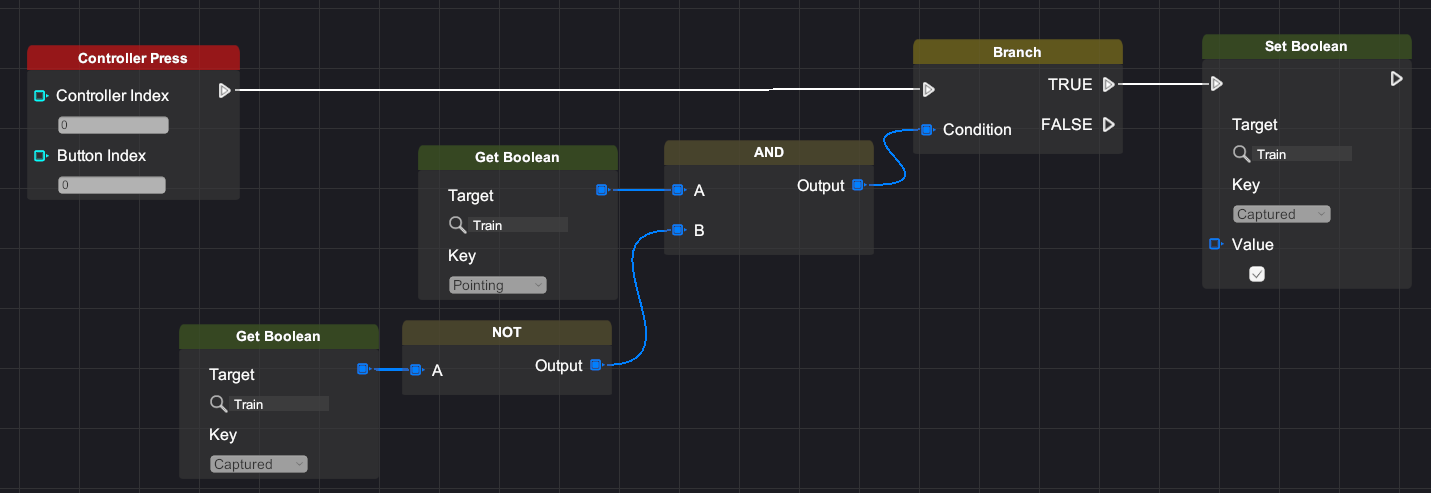 Controller Press
Controller Index
0
Button Index
0
Get Boolean
Target
Train
Key
Pointing
Get Boolean
Target
Train
Key
Captured
NOT
A
Output
AND
A
B
Output
Branch
Condition
TRUE
FALSE
Set Boolean
Target
Train
Key
Captured
Value